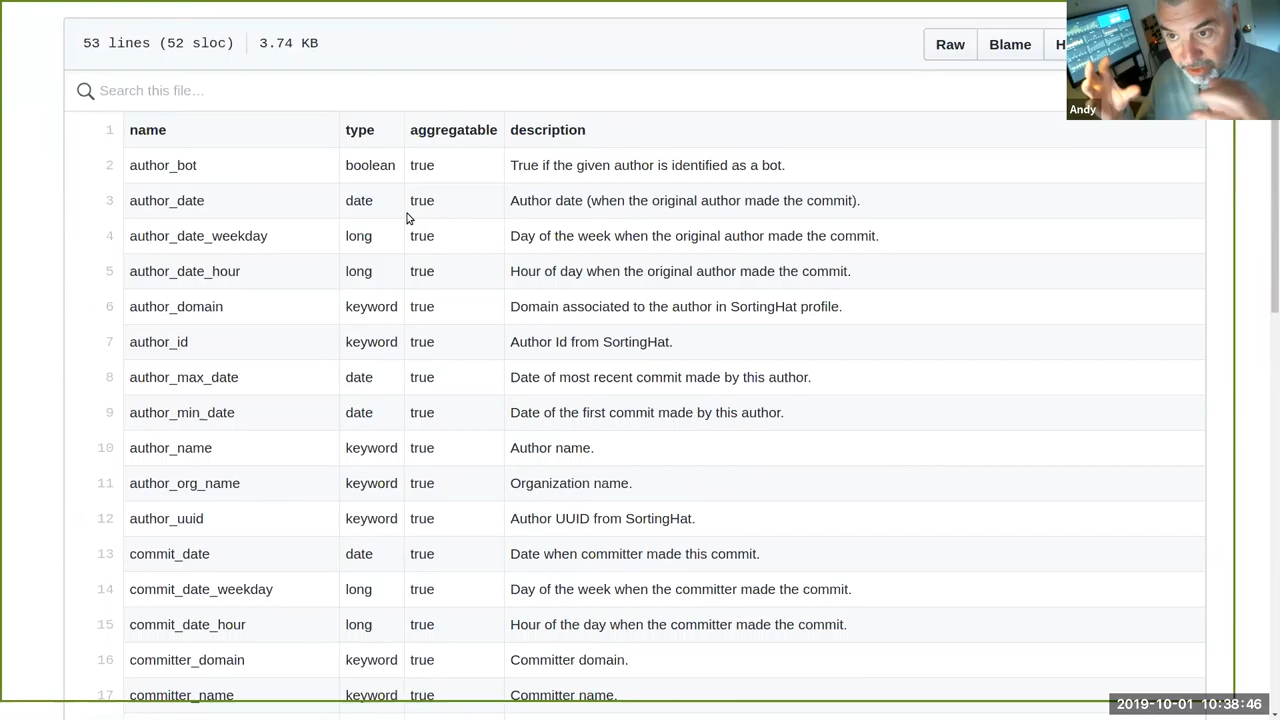 53 lines (52 sloc) 3.74 KB Raw Blame H
Search this file…
1 name type aggregatable description
2 author_bot boolean true True if the given author is identified as a bot.
3 author_date date true Author date (when the original author made the commit).
4 author_date_weekday long true Day of the week when the original author made the commit.
5 author_date_hour long true Hour of day when the original author made the commit.
6 author_domain keyword true Domain associated to the author in SortingHat profile.
7 author_id keyword true Author Id from SortingHat.
8 author_max_date date true Date of most recent commit made by this author.
9 author_min_date date true Date of the first commit made by this author.
10 author_name keyword true Author name.
11 author_org_name keyword true Organization name.
12 author_uuid keyword true Author UUID from SortingHat.
13 commit_date date true Date when committer made this commit.
14 commit_date_weekday long true Day of the week when the committer made the commit.
15 commit_date_hour long true Hour of the day when the committer made the commit.
16 committer_domain keyword true Committer domain.
17 committer_name keyword true Committer name.
Andy
2019-10-01 10:38:46